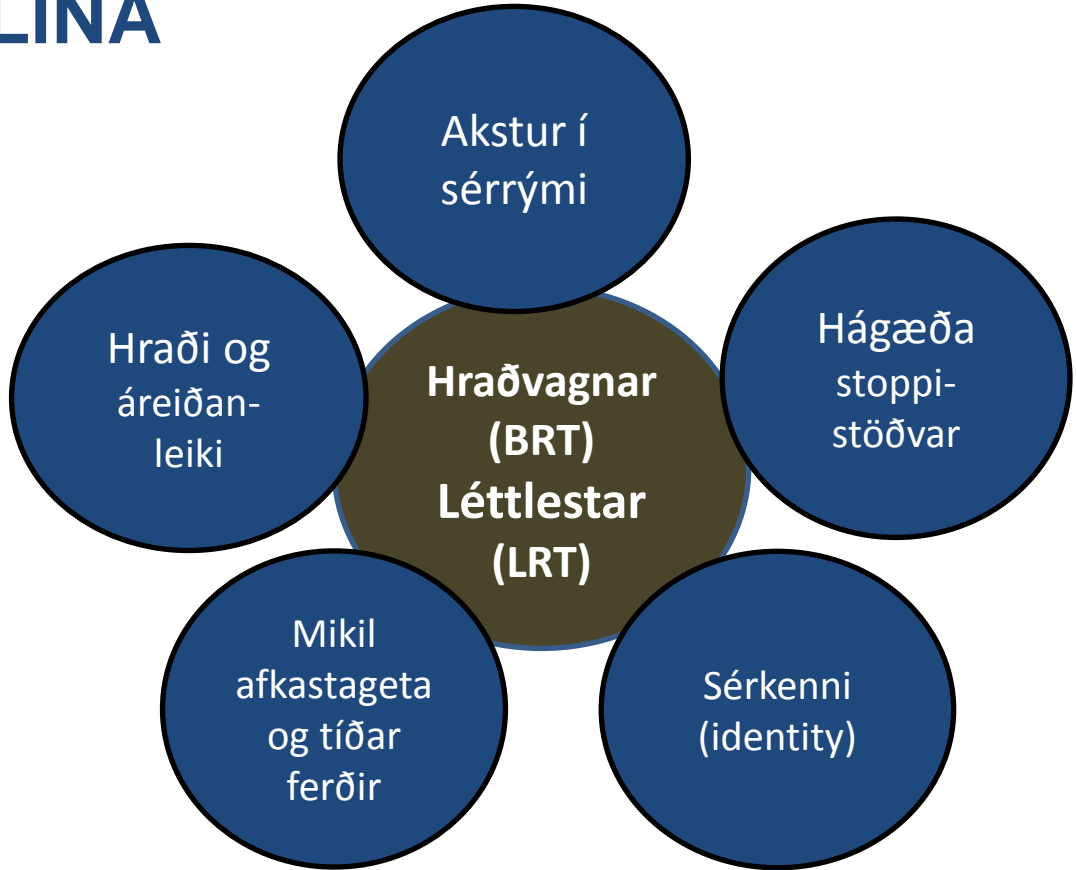 LÍNA
Akstur í
sérrými
Hágæða
stoppi-
stöðvar
Hraði og
áreiðan-
leiki
Hraðvagnar
(BRT)
Léttlestar
(LRT)
Mikil
afkastageta
og tíðar
ferðir
Sérkenni
(identity)